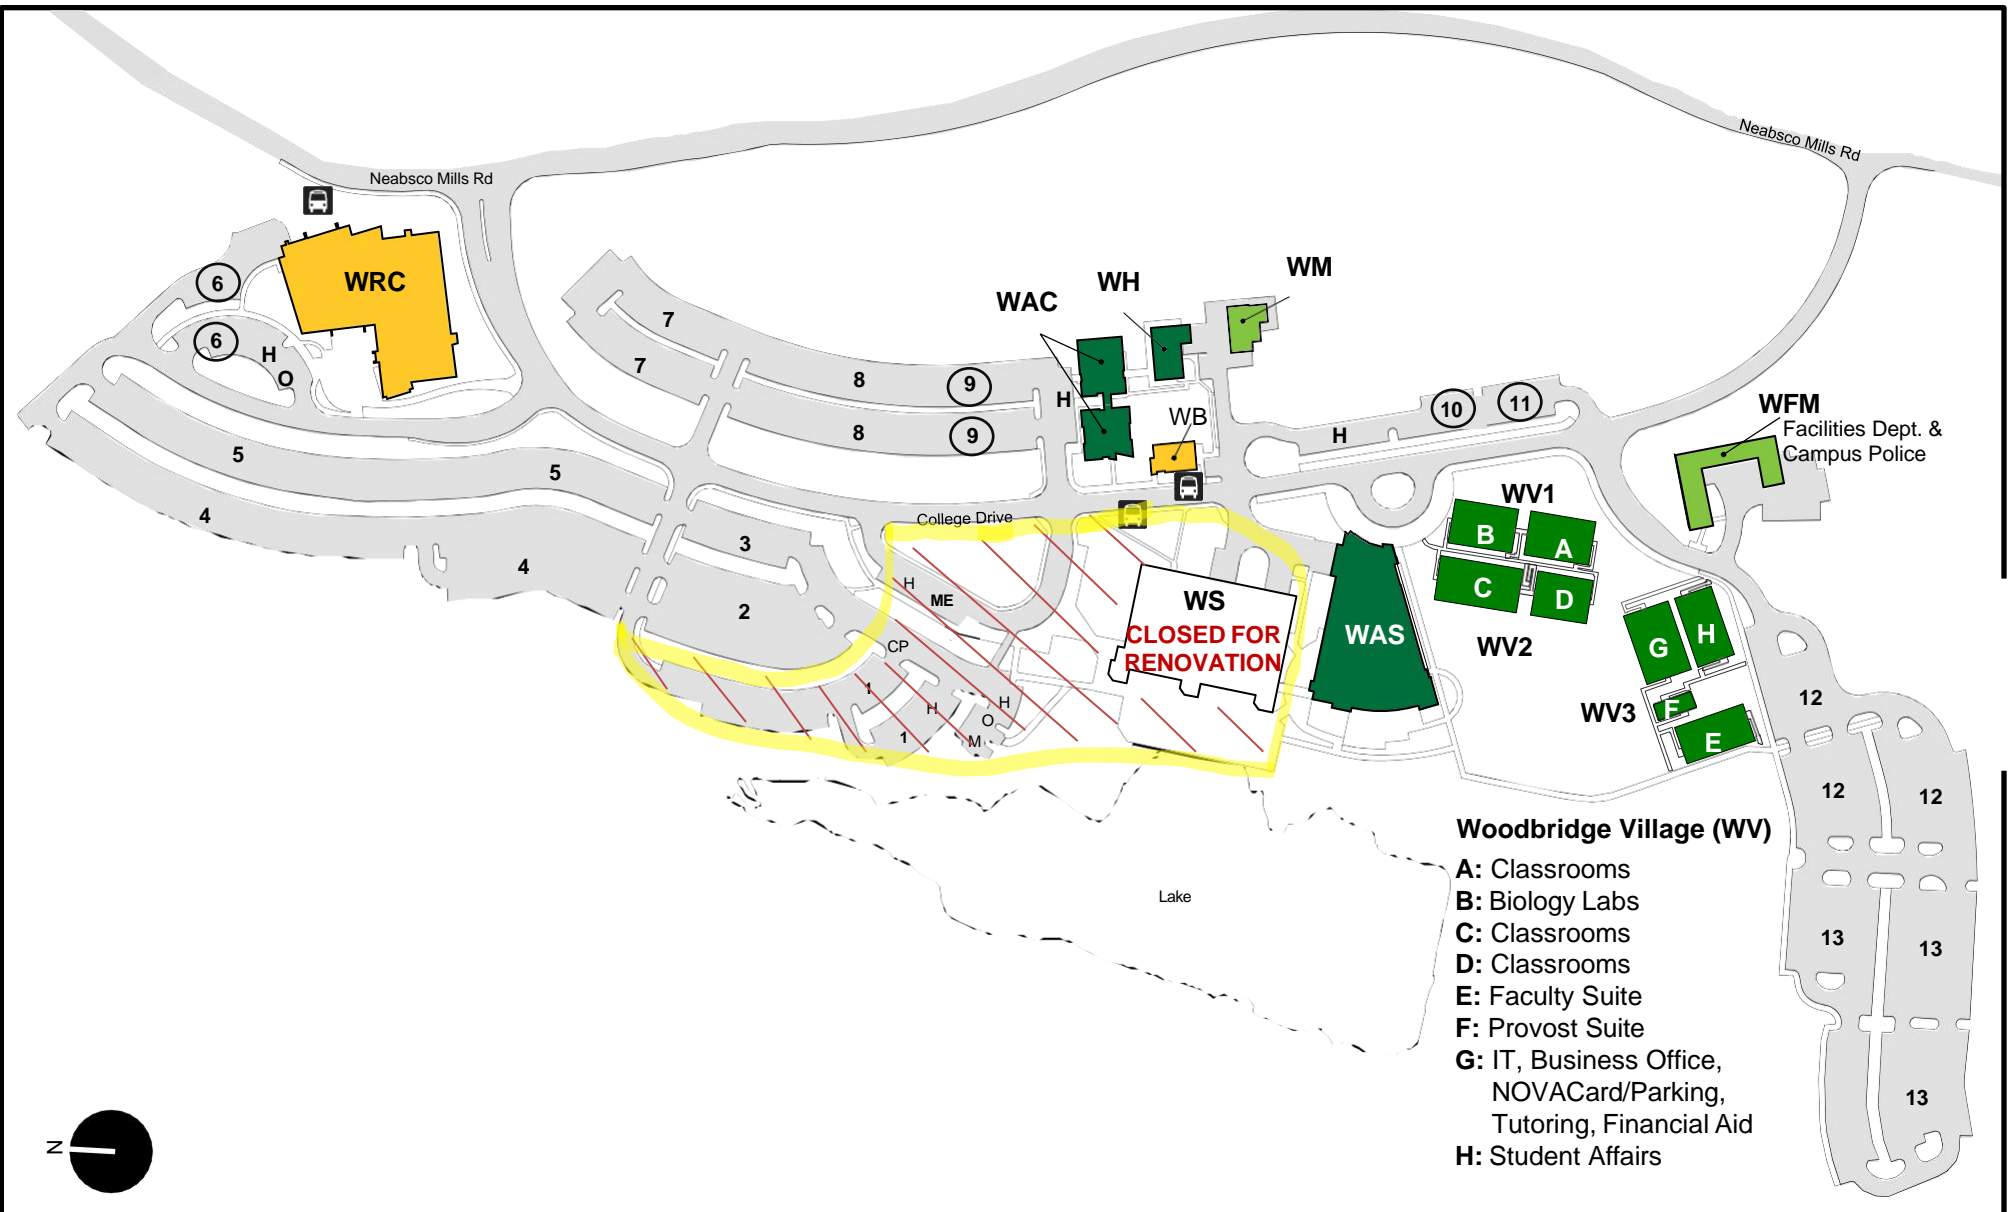 Neabsco Mills Rd
Neabsco Mills Rd
WRC
6
6
H
O
WAC
WH
WM
7
7
8
9
8
9
H
WB
H
10
11
WFM
Facilities Dept. &
Campus Police
5
5
4
4
3
2
College Drive
H
ME
CP
1
H
1
H
O
M
WS
CLOSED FOR
RENOVATION
WAS
WV1
B
A
C
D
WV2
G
H
WV3
F
E
12
12
12
13
13
13
Lake
Woodbridge Village (WV)
A: Classrooms
B: Biology Labs
C: Classrooms
D: Classrooms
E: Faculty Suite
F: Provost Suite
G: IT, Business Office,
NOVACard/Parking,
Tutoring, Financial Aid
H: Student Affairs
N